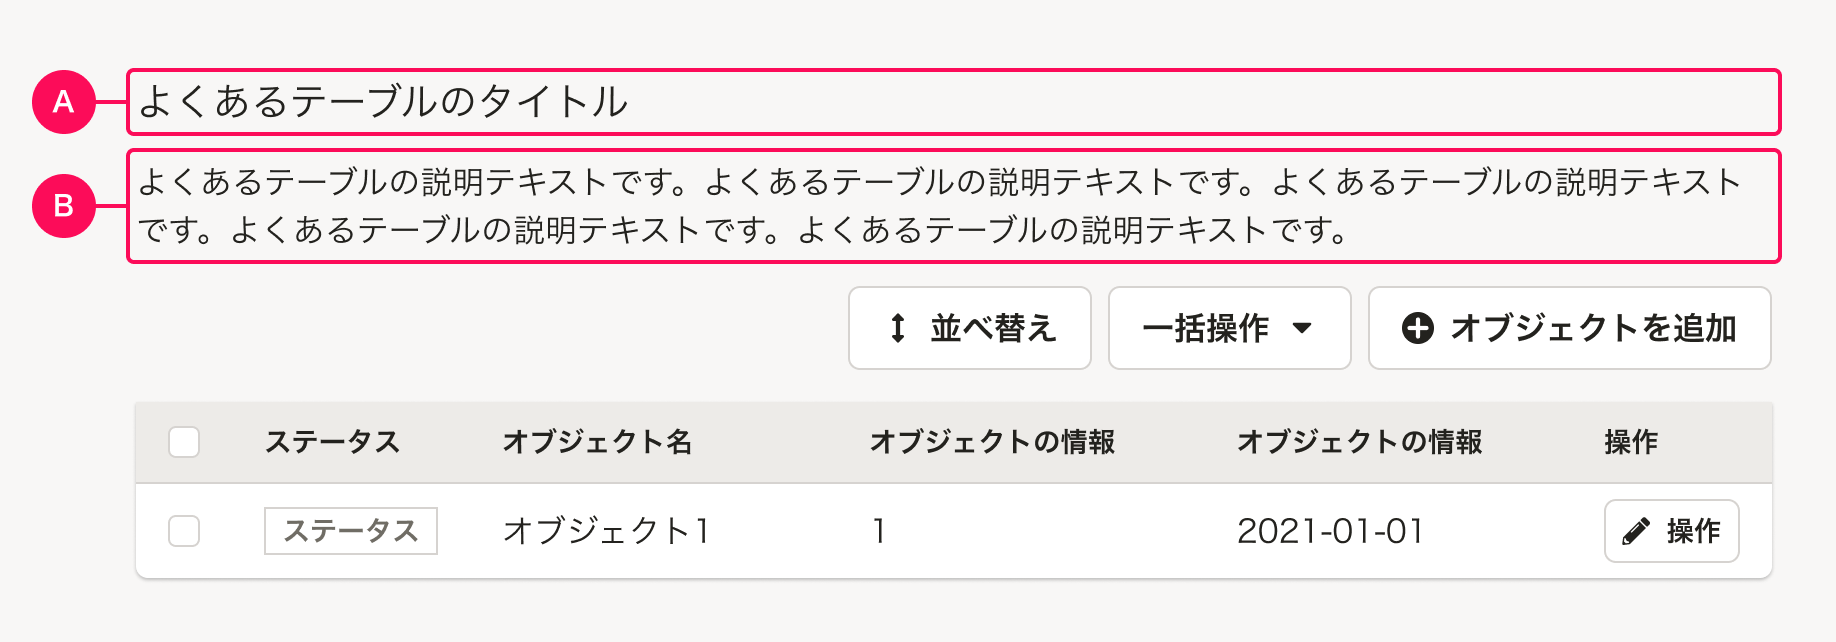 A
よくあるテーブルのタイトル
B
よくあるテーブルの説明テキストです。よくあるテーブルの説明テキストです。よくあるテーブルの説明テキスト
です。よくあるテーブルの説明テキストです。よくあるテーブルの説明テキストです。
並べ替え 一括操作 オブジェクトを追加
ステータス オブジェクト名 オブジェクトの情報 オブジェクトの情報 操作
ステータス オブジェクト1 1 2021-01-01 操作